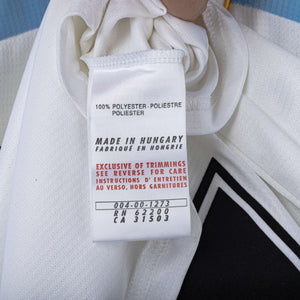 100% POLYESTER - POLIESTRE
POLIESTER
MADE IN HUNGARY
FABRIQUE EN HONGRIE
EXCLUSIVE OF TRIMMINGS
SEE REVERSE FOR CARE
INSTRUCTIONS D'ENTRETIEN
AU VERSO, HORS GARNITURES
004-00-1273
RN 62200
CA 31503